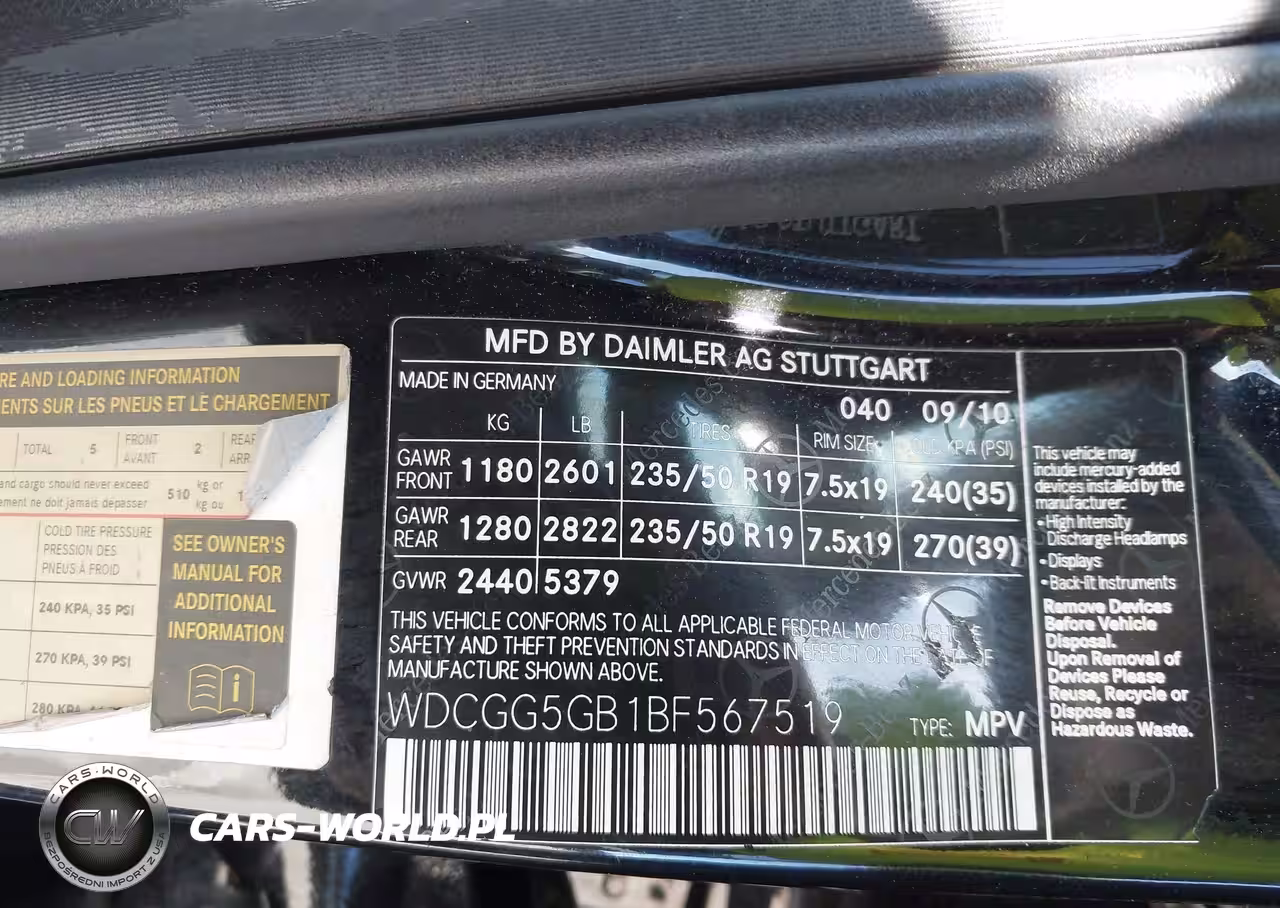 RE AND LOADING INFORMATION
ENTS SUR LES PNEUS ET LE CHARGEMENT
TOTAL 5 FRONT AVANT 2 REAR ARR
and cargo should never exceed
ement ne doit jamais dépasser
510 kg or
kg ou
COLD TIRE PRESSURE
PRESSION DES
PNEUS À FROID
240 KPA, 35 PSI
270 KPA, 39 PSI
280 KPA
SEE OWNER'S
MANUAL FOR
ADDITIONAL
INFORMATION
MFD BY DAIMLER AG STUTTGART
MADE IN GERMANY
040 09/10
KG LB TIRES RIM SIZE COLD KPA (PSI)
GAWR FRONT 1180 2601 235/50 R19 7.5x19 240(35)
GAWR REAR 1280 2822 235/50 R19 7.5x19 270(39)
GVWR 2440 5379
THIS VEHICLE CONFORMS TO ALL APPLICABLE FEDERAL MOTOR VEHICLE
SAFETY AND THEFT PREVENTION STANDARDS IN EFFECT ON THE DATE OF
MANUFACTURE SHOWN ABOVE.
WDCGG5GB1BF567519
TYPE: MPV
This vehicle may
include mercury-added
devices installed by the
manufacturer:
• High Intensity
Discharge Headlamps
• Displays
• Back-lit Instruments
Remove Devices
Before Vehicle
Disposal.
Upon Removal of
Devices Please
Reuse, Recycle or
Dispose as
Hazardous Waste.
CARS-WORLD
CW
BEZPOŚREDNI IMPORT Z USA
CARS-WORLD.PL